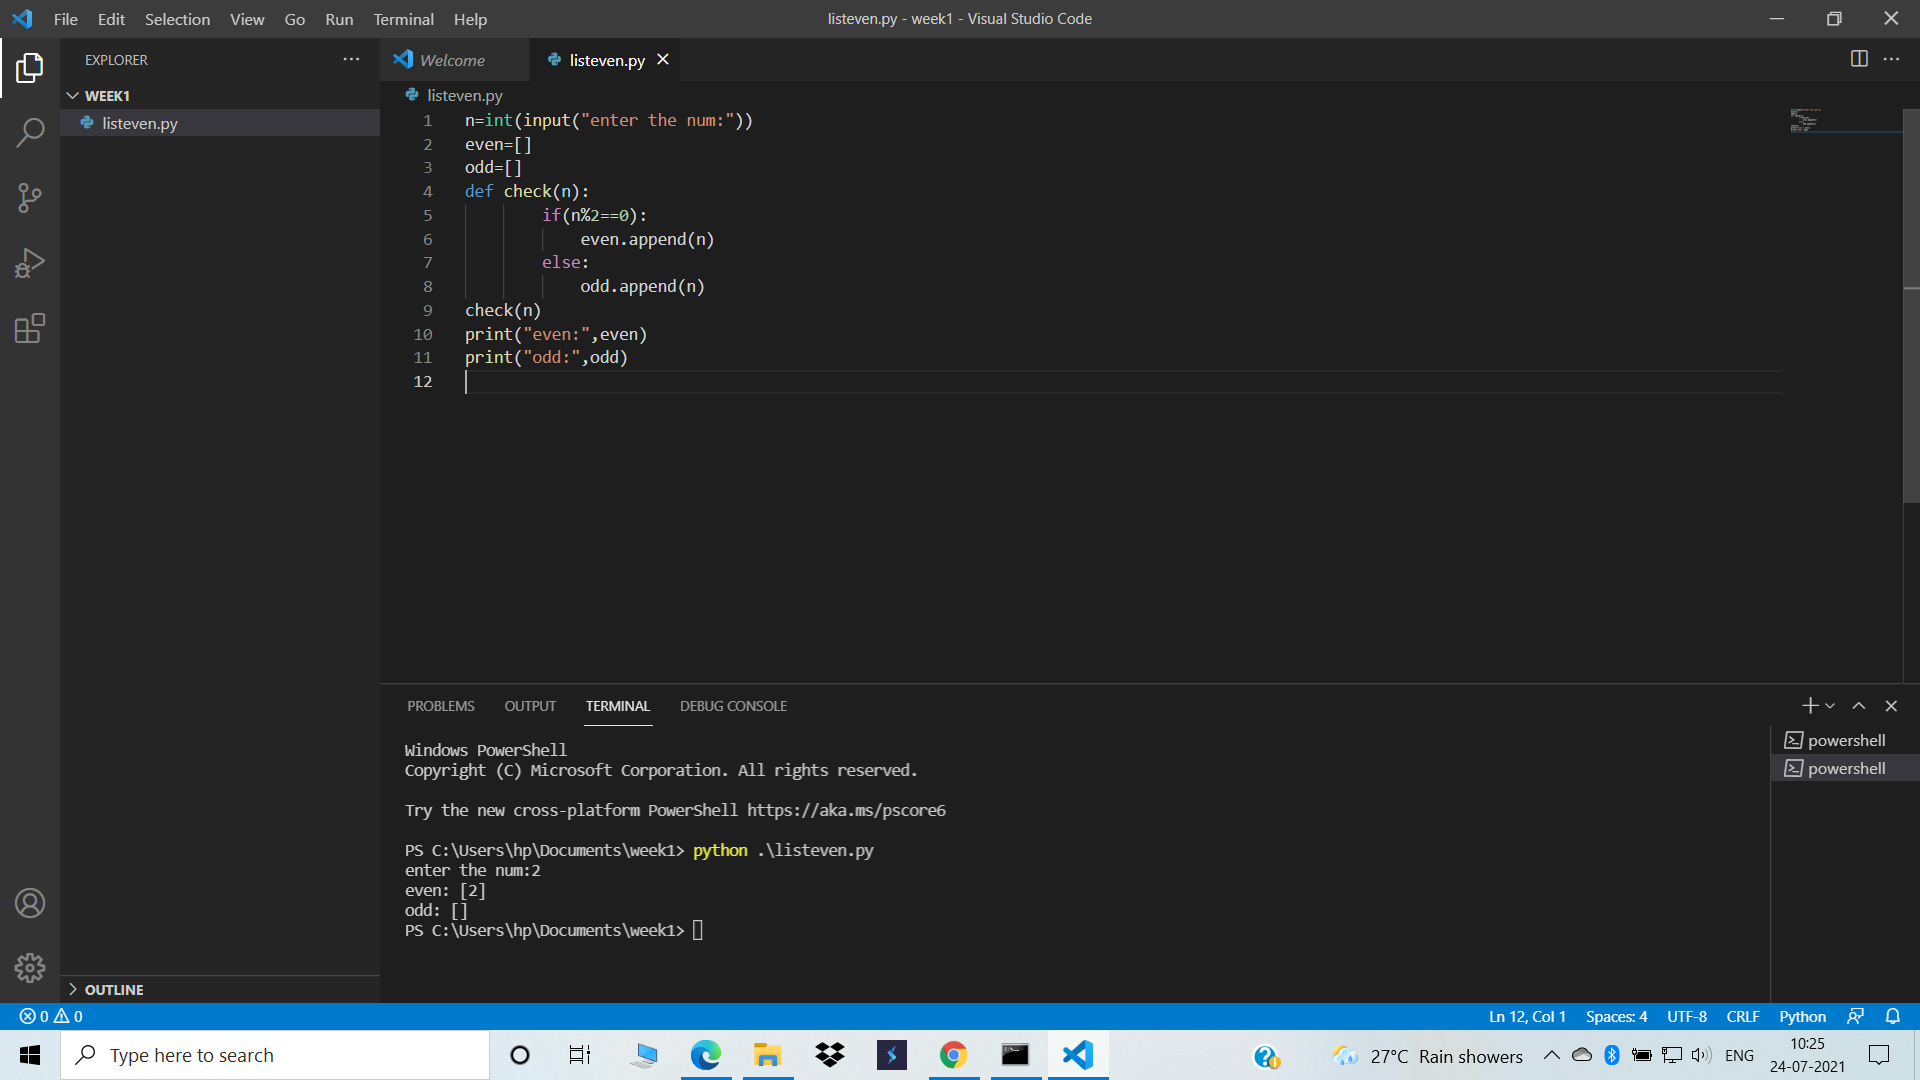 File Edit Selection View Go Run Terminal Help
listeven.py - week1 - Visual Studio Code
EXPLORER
Welcome
listeven.py
WEEK1
listeven.py
listeven.py
1 n=int(input("enter the num:"))
2 even=[]
3 odd=[]
4 def check(n):
5 if(n%2==0):
6 even.append(n)
7 else:
8 odd.append(n)
9 check(n)
10 print("even:",even)
11 print("odd:",odd)
12
PROBLEMS OUTPUT TERMINAL DEBUG CONSOLE
powershell
powershell
Windows PowerShell
Copyright (C) Microsoft Corporation. All rights reserved.
Try the new cross-platform PowerShell https://aka.ms/pscore6
PS C:\Users\hp\Documents\week1> python .\listeven.py
enter the num:2
even: [2]
odd: []
PS C:\Users\hp\Documents\week1>
OUTLINE
0 0
Ln 12, Col 1 Spaces: 4 UTF-8 CRLF Python
Type here to search
27°C Rain showers
ENG
10:25
24-07-2021